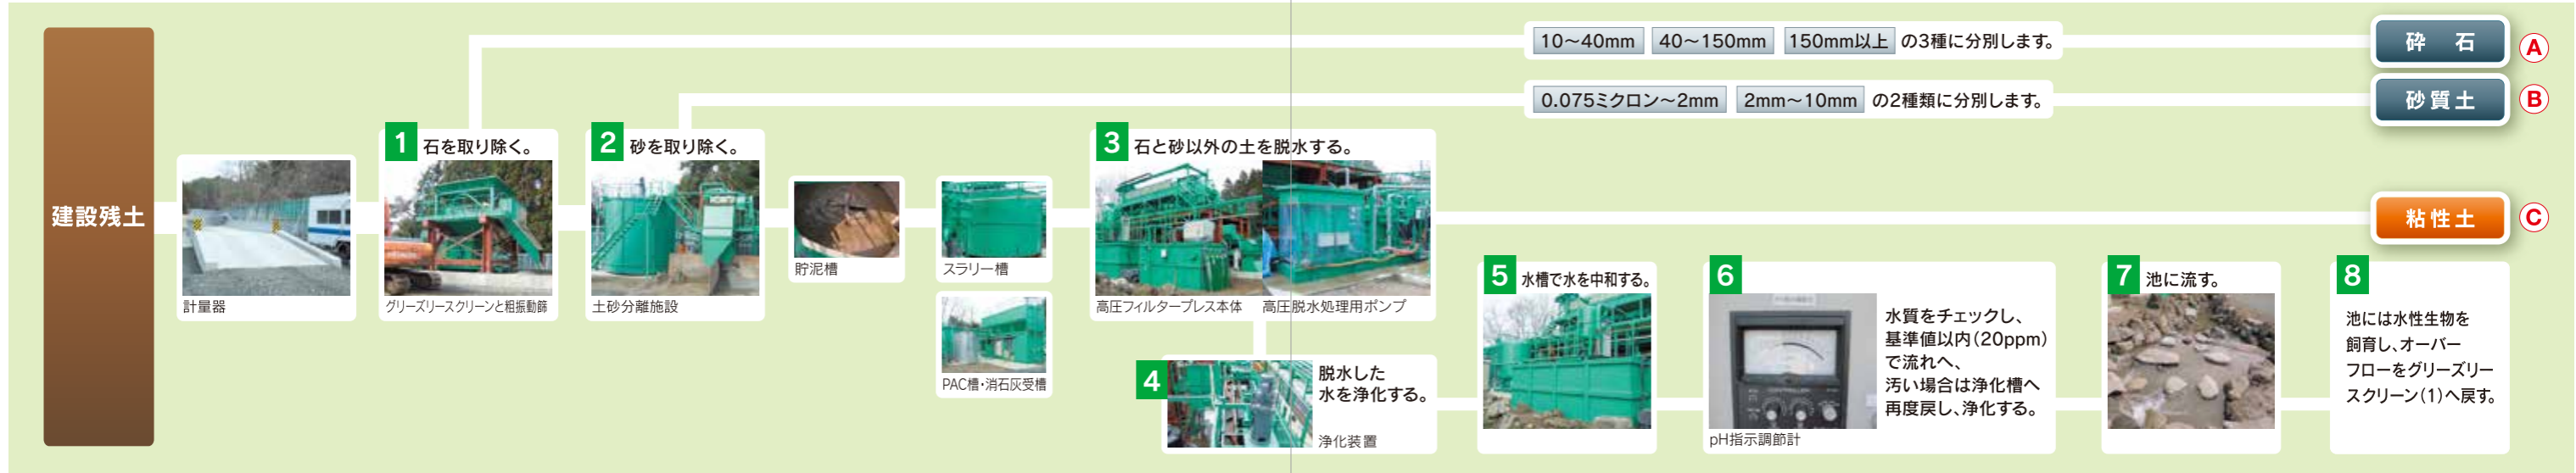 建設残土
計量器
1 石を取り除く。
グリーズリースクリーンと粗振動篩
2 砂を取り除く。
土砂分離施設
貯泥槽
スラリー槽
PAC槽・消石灰受槽
3 石と砂以外の土を脱水する。
高圧フィルタープレス本体 高圧脱水処理用ポンプ
10～40mm 40～150mm 150mm以上 の3種に分別します。
砕 石 A
0.075ミクロン～2mm 2mm～10mm の2種類に分別します。
砂質土 B
粘性土 C
4 脱水した
水を浄化する。
浄化装置
5 水槽で水を中和する。
6
水質をチェックし、
基準値以内（20ppm）
で流れへ、
汚い場合は浄化槽へ
再度戻し、浄化する。
pH指示調節計
7 池に流す。
8
池には水性生物を
飼育し、オーバー
フローをグリーズリー
スクリーン（1）へ戻す。